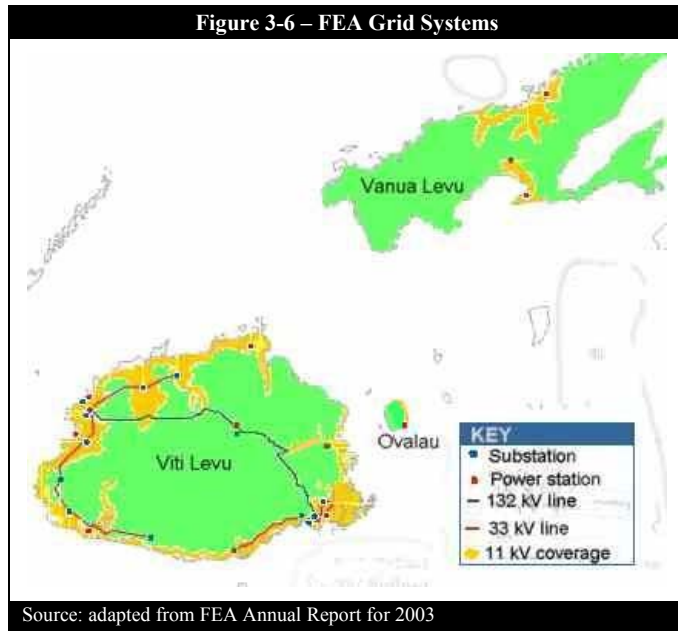 Figure 3-6 – FEA Grid Systems
Vanua Levu
Ovalau
Viti Levu
KEY
Substation
Power station
132 kV line
33 kV line
11 kV coverage
Source: adapted from FEA Annual Report for 2003